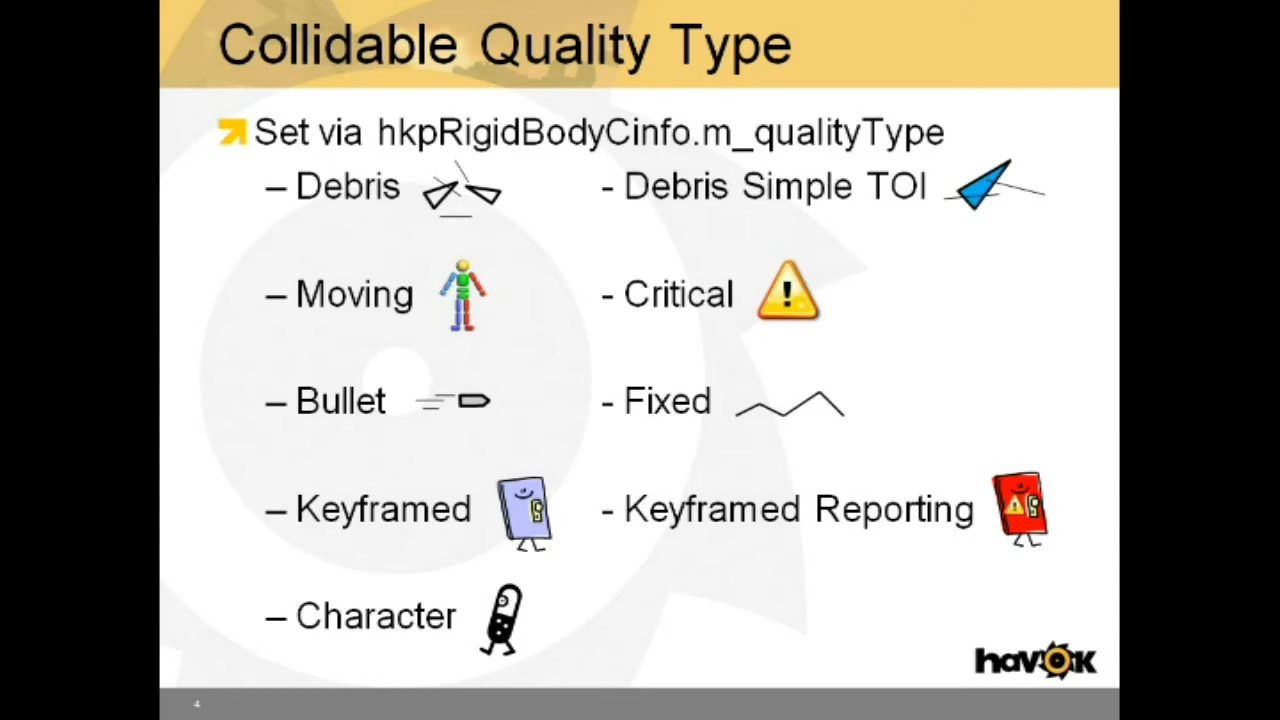 Collidable Quality Type
Set via hkpRigidBodyCinfo.m_qualityType
– Debris - Debris Simple TOI
– Moving - Critical
– Bullet - Fixed
– Keyframed - Keyframed Reporting
– Character
havok
4